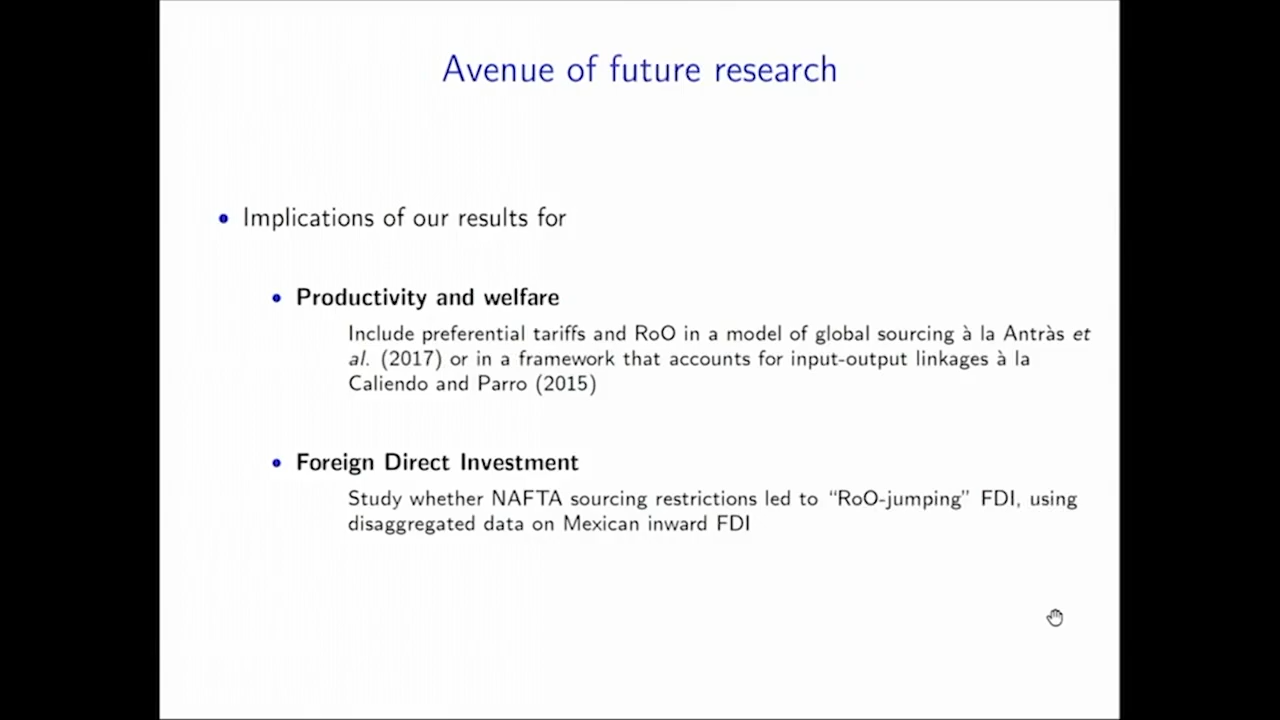 Avenue of future research
• Implications of our results for
• Productivity and welfare
Include preferential tariffs and RoO in a model of global sourcing à la Antràs et
al. (2017) or in a framework that accounts for input-output linkages à la
Caliendo and Parro (2015)
• Foreign Direct Investment
Study whether NAFTA sourcing restrictions led to “RoO-jumping” FDI, using
disaggregated data on Mexican inward FDI